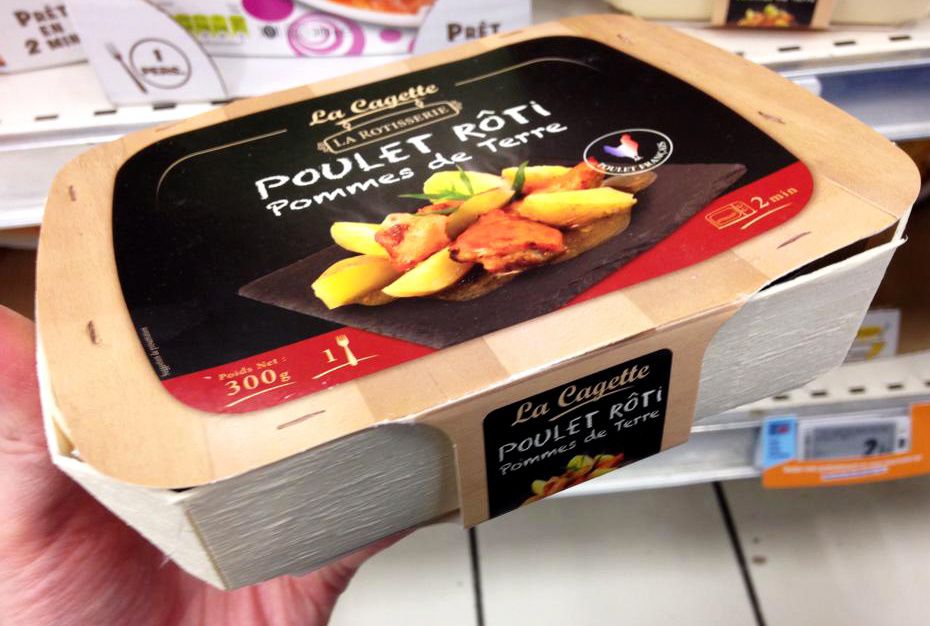 PRÊT
EN
2 MIN
1
PERS.
PRÊT
La Cagette
LA ROTISSERIE
POULET RÔTI
Pommes de Terre
POULET FRANÇAIS
2 min
Poids Net :
300g
1
La Cagette
POULET RÔTI
Pommes de Terre